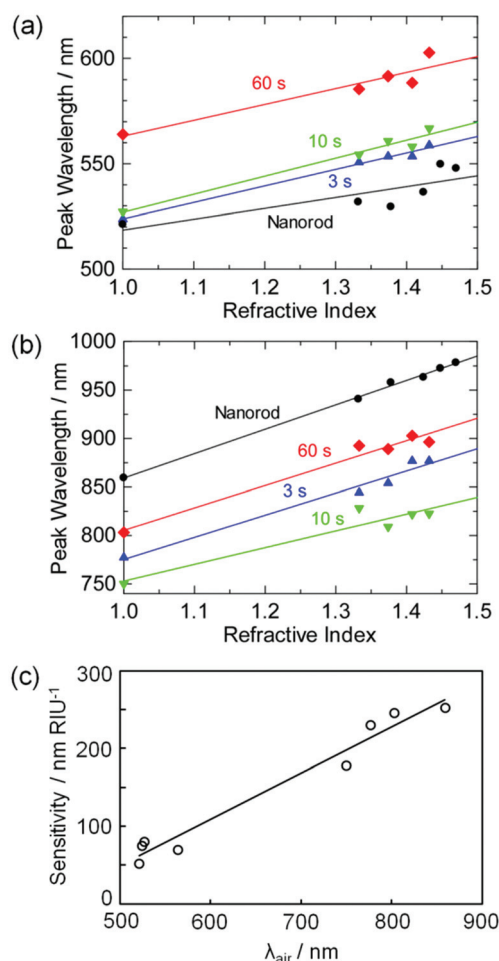 (a)
600
550
500
60 s
10 s
3 s
Nanorod
1.0 1.1 1.2 1.3 1.4 1.5
Refractive Index
Peak Wavelength / nm
(b)
1000
950
900
850
800
750
Nanorod
60 s
3 s
10 s
1.0 1.1 1.2 1.3 1.4 1.5
Refractive Index
Peak Wavelength / nm
(c)
300
200
100
0
500 600 700 800 900
λair / nm
Sensitivity / nm RIU-1